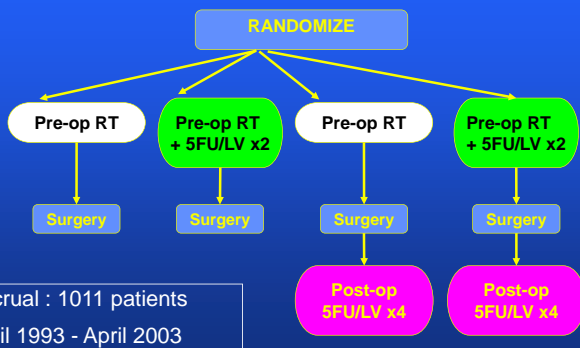 RANDOMIZE
Pre-op RT
Pre-op RT
+ 5FU/LV x2
Pre-op RT
Pre-op RT
+ 5FU/LV x2
Surgery
Surgery
Surgery
Surgery
Post-op
5FU/LV x4
Post-op
5FU/LV x4
crual : 1011 patients
il 1993 - April 2003